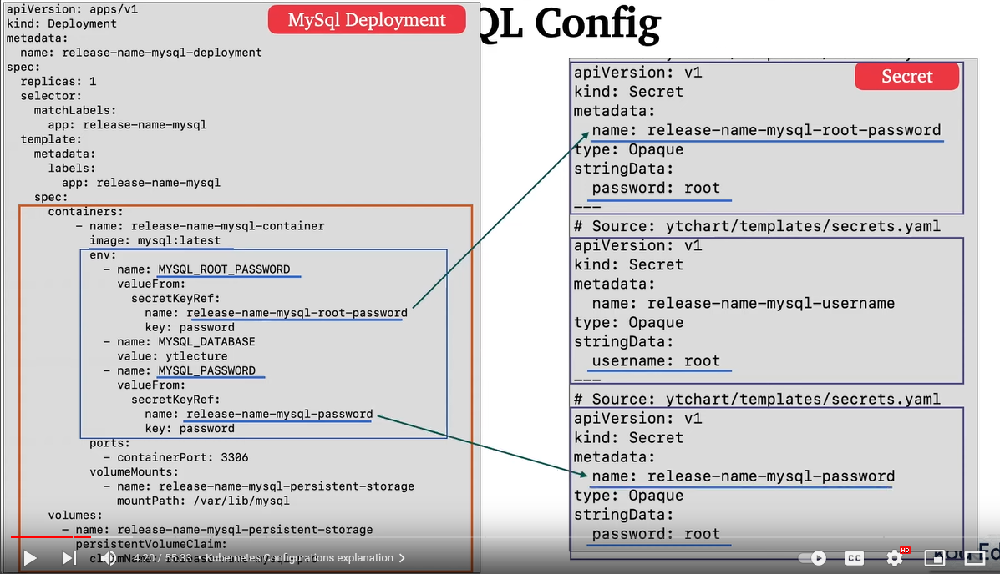 apiVersion: apps/v1
kind: Deployment
metadata:
  name: release-name-mysql-deployment
spec:
  replicas: 1
  selector:
    matchLabels:
      app: release-name-mysql
  template:
    metadata:
      labels:
        app: release-name-mysql
    spec:
      containers:
        - name: release-name-mysql-container
          image: mysql:latest
          env:
            - name: MYSQL_ROOT_PASSWORD
              valueFrom:
                secretKeyRef:
                  name: release-name-mysql-root-password
                  key: password
            - name: MYSQL_DATABASE
              value: ytlecture
            - name: MYSQL_PASSWORD
              valueFrom:
                secretKeyRef:
                  name: release-name-mysql-password
                  key: password
          ports:
            - containerPort: 3306
          volumeMounts:
            - name: release-name-mysql-persistent-storage
              mountPath: /var/lib/mysql
      volumes:
        - name: release-name-mysql-persistent-storage
          persistentVolumeClaim:
MySql Deployment
QL Config
Secret
apiVersion: v1
kind: Secret
metadata:
  name: release-name-mysql-root-password
type: Opaque
stringData:
  password: root
---
# Source: ytchart/templates/secrets.yaml
apiVersion: v1
kind: Secret
metadata:
  name: release-name-mysql-username
type: Opaque
stringData:
  username: root
---
# Source: ytchart/templates/secrets.yaml
apiVersion: v1
kind: Secret
metadata:
  name: release-name-mysql-password
type: Opaque
stringData:
  password: root
4:20 / 55:33 • Kubernetes Configurations explanation
CC
HD